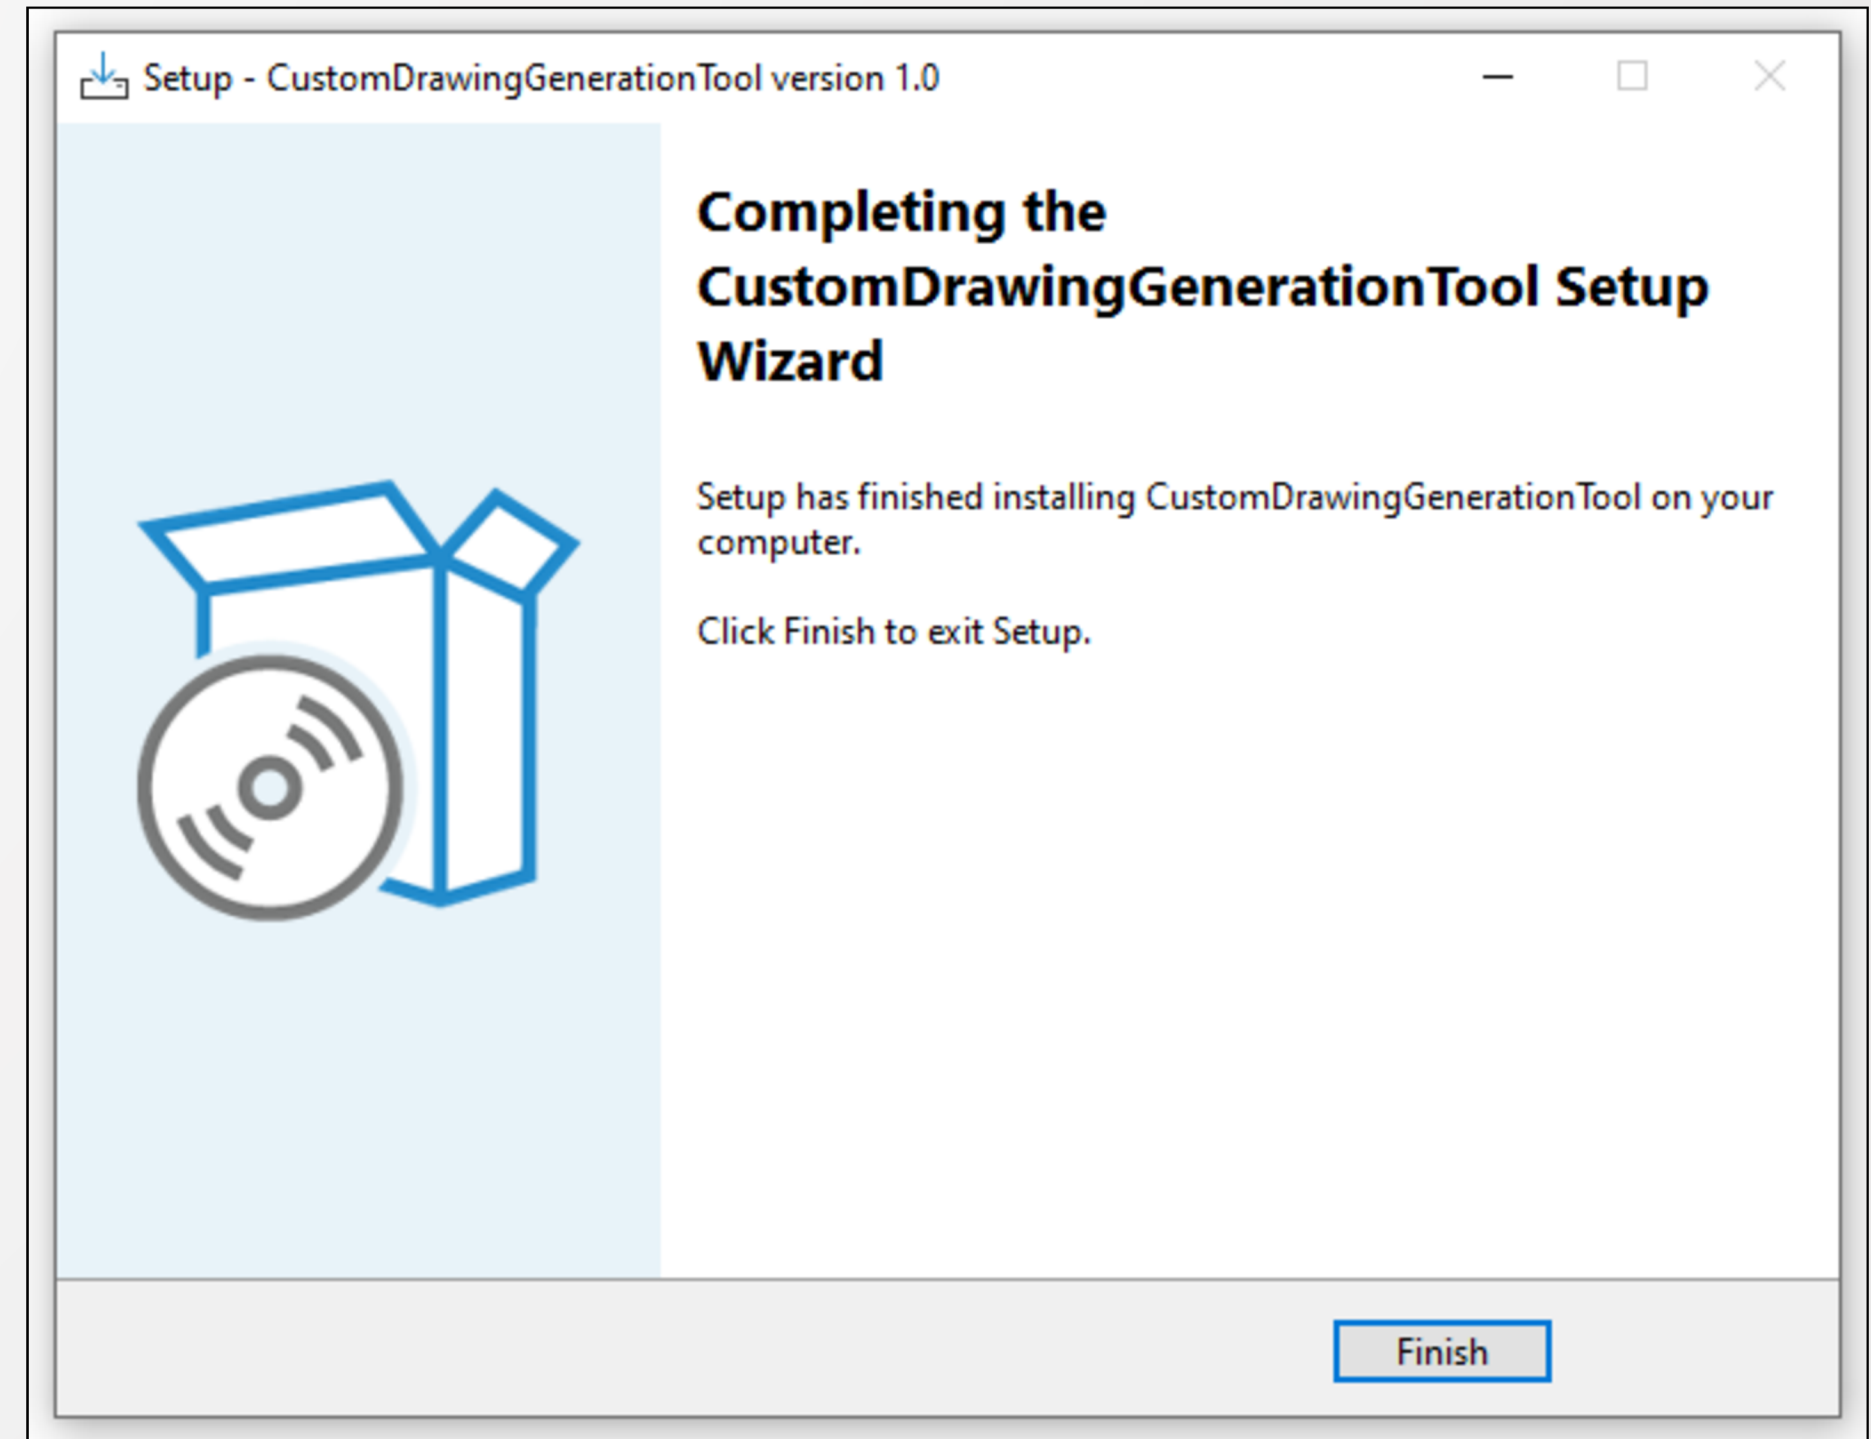 Setup - CustomDrawingGenerationTool version 1.0
Completing the
CustomDrawingGenerationTool Setup
Wizard
Setup has finished installing CustomDrawingGenerationTool on your
computer.
Click Finish to exit Setup.
Finish